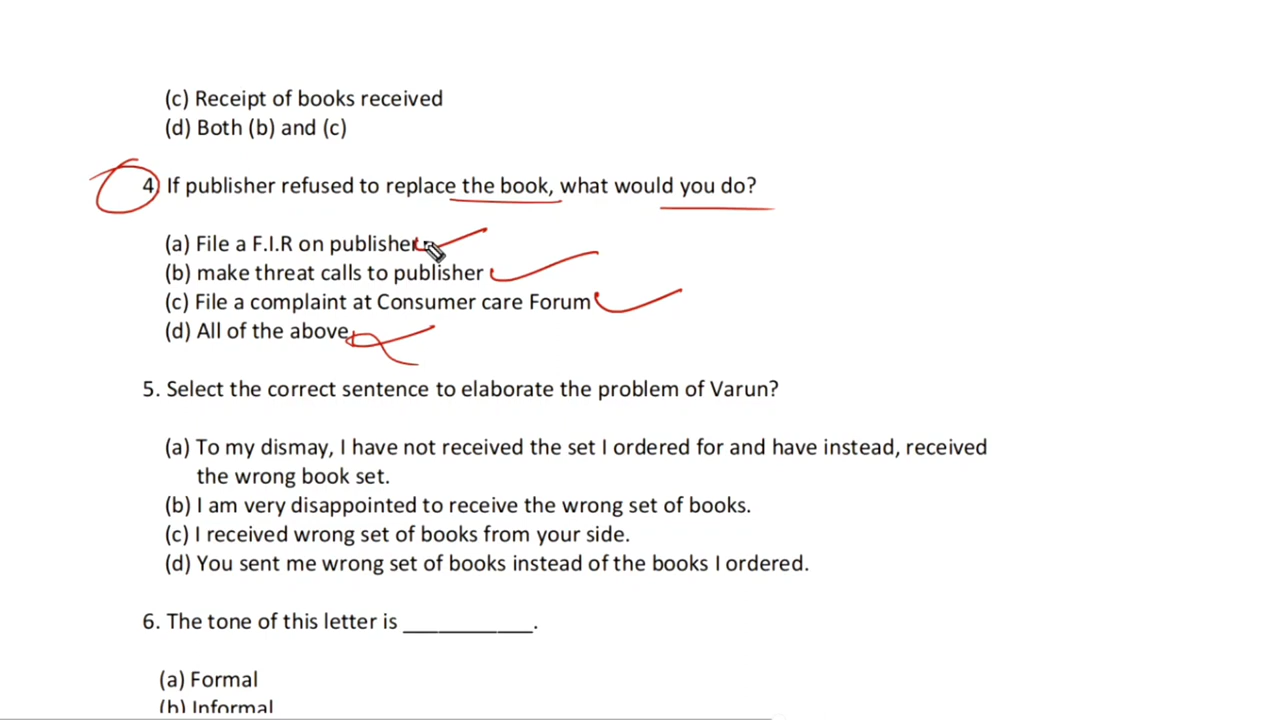 (c) Receipt of books received
(d) Both (b) and (c)
4. If publisher refused to replace the book, what would you do?
(a) File a F.I.R on publisher
(b) make threat calls to publisher
(c) File a complaint at Consumer care Forum
(d) All of the above
5. Select the correct sentence to elaborate the problem of Varun?
(a) To my dismay, I have not received the set I ordered for and have instead, received
the wrong book set.
(b) I am very disappointed to receive the wrong set of books.
(c) I received wrong set of books from your side.
(d) You sent me wrong set of books instead of the books I ordered.
6. The tone of this letter is ___________.
(a) Formal
(b) Informal